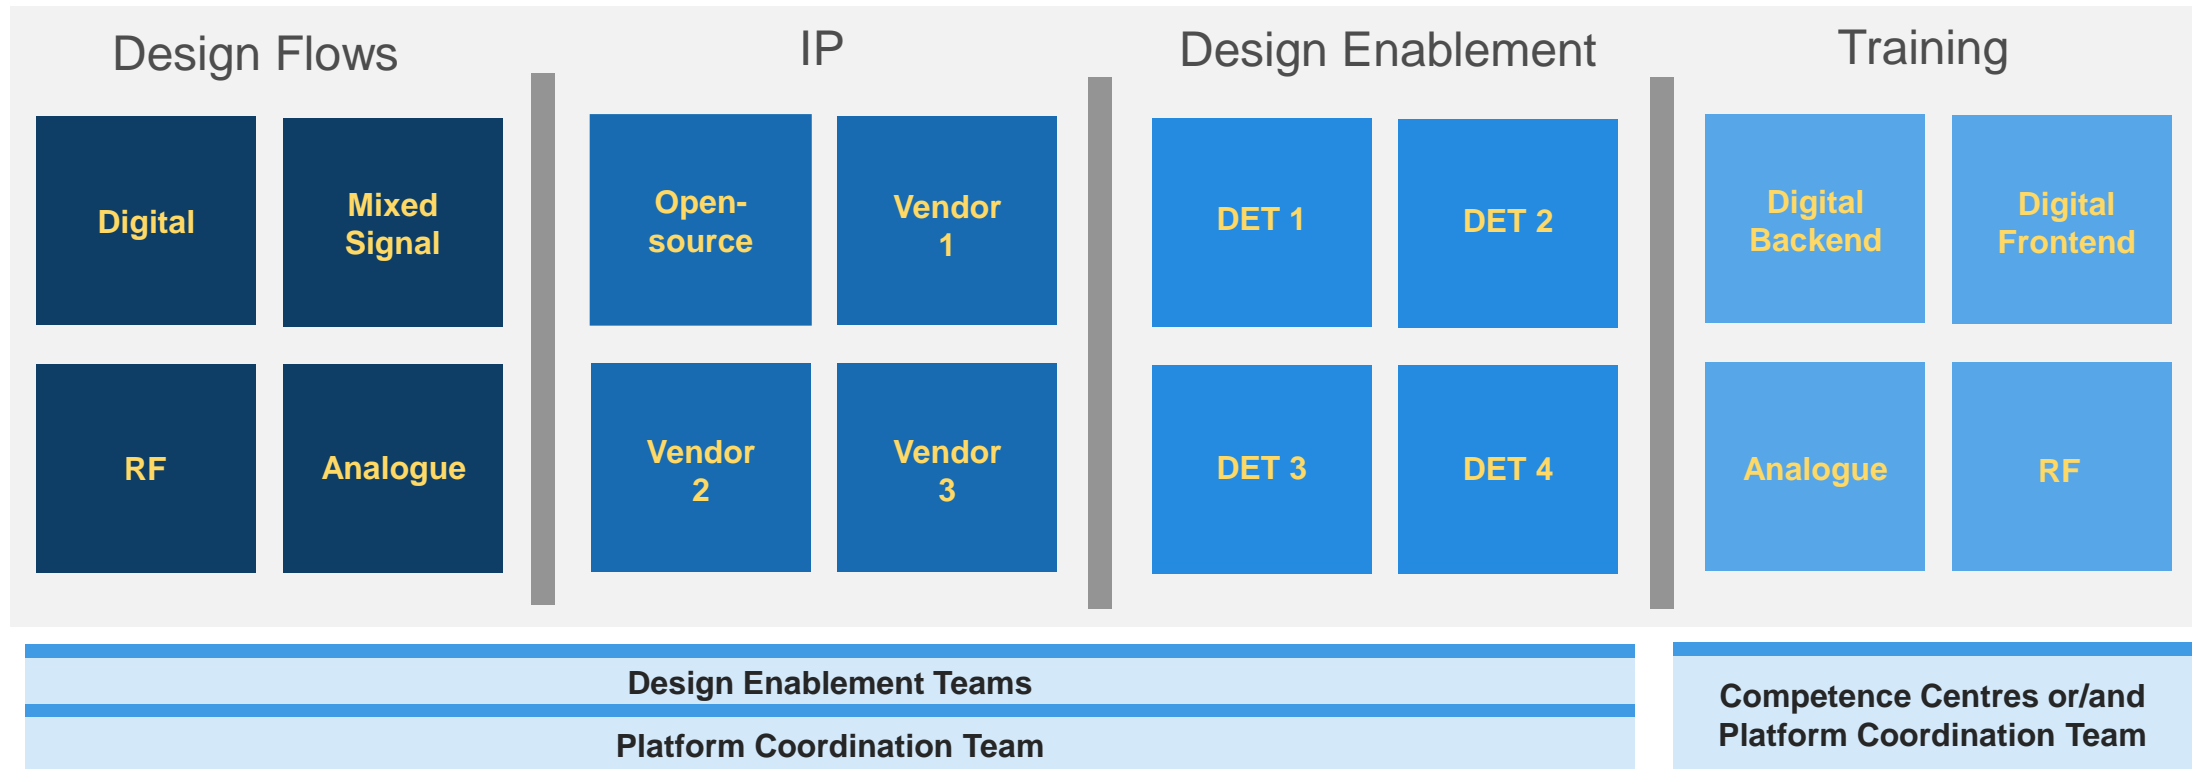 Design Flows
IP
Design Enablement
Training
Digital
Mixed
Signal
Open-
source
Vendor
1
DET 1
DET 2
Digital
Backend
Digital
Frontend
RF
Analogue
Vendor
2
Vendor
3
DET 3
DET 4
Analogue
RF
Design Enablement Teams
Platform Coordination Team
Competence Centres or/and
Platform Coordination Team